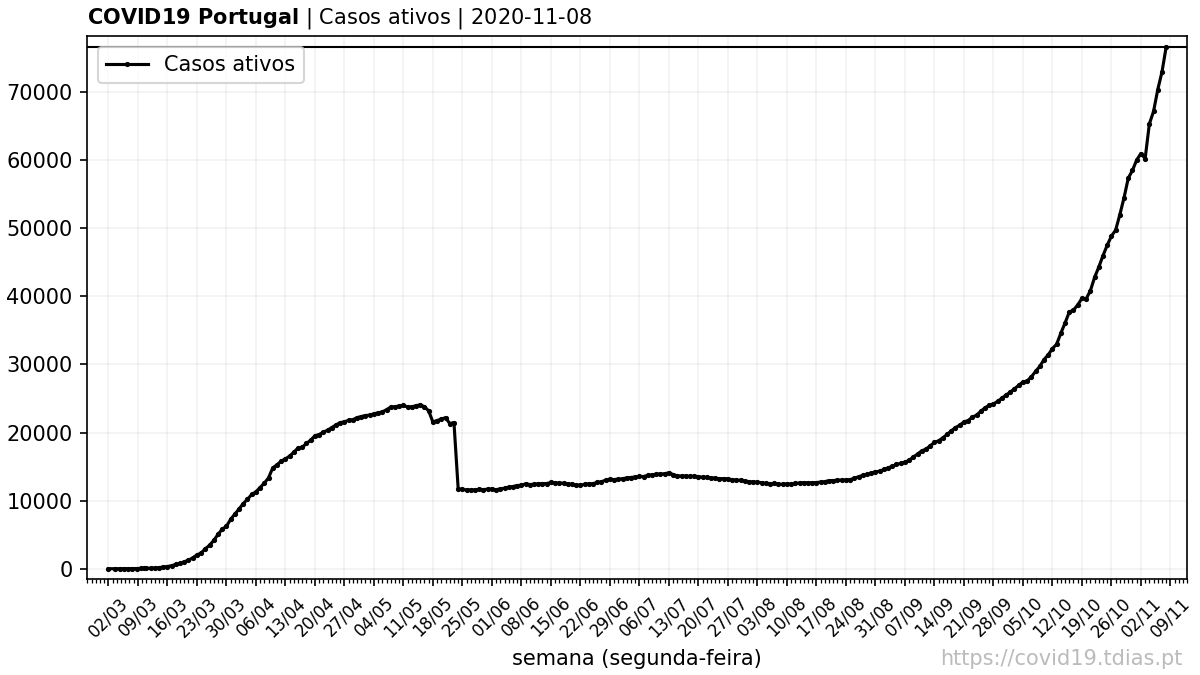 COVID19 Portugal | Casos ativos | 2020-11-08
Casos ativos
70000
60000
50000
40000
30000
20000
10000
0
02/03 09/03 16/03 23/03 30/03 06/04 13/04 20/04 27/04 04/05 11/05 18/05 25/05 01/06 08/06 15/06 22/06 29/06 06/07 13/07 20/07 27/07 03/08 10/08 17/08 24/08 31/08 07/09 14/09 21/09 28/09 05/10 12/10 19/10 26/10 02/11 09/11
semana (segunda-feira)
https://covid19.tdias.pt